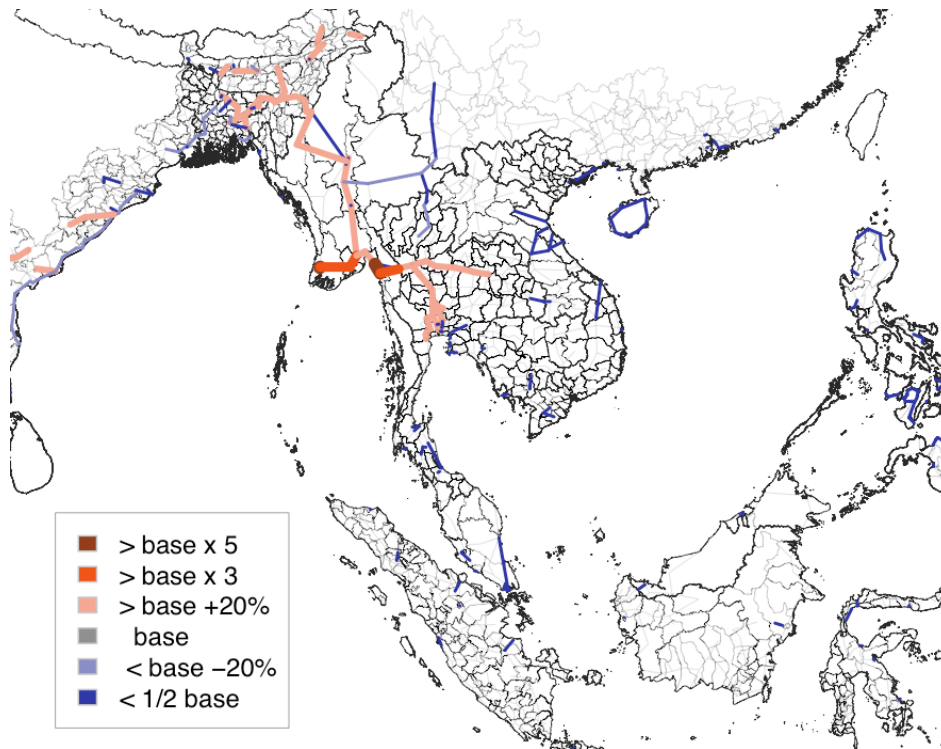 > base x 5
> base x 3
> base +20%
base
< base −20%
< 1/2 base